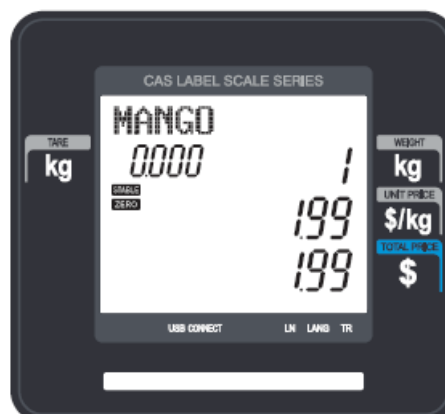 CAS LABEL SCALE SERIES
MANGO
TARE
kg
0.000
1
WEIGHT
kg
STABLE
ZERO
1.99
UNIT PRICE
$/kg
1.99
TOTAL PRICE
$
USB CONNECT LN LANG TR